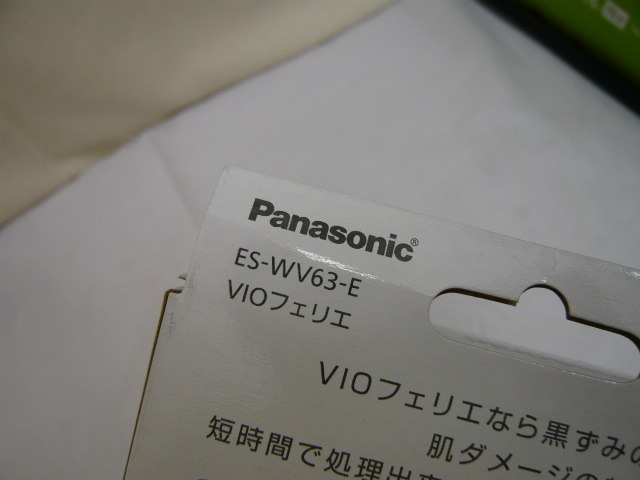 Panasonic®
ES-WV63-E
VIOフェリエ
VIOフェリエなら黒ずみの
肌ダメージの
短時間で処理出来